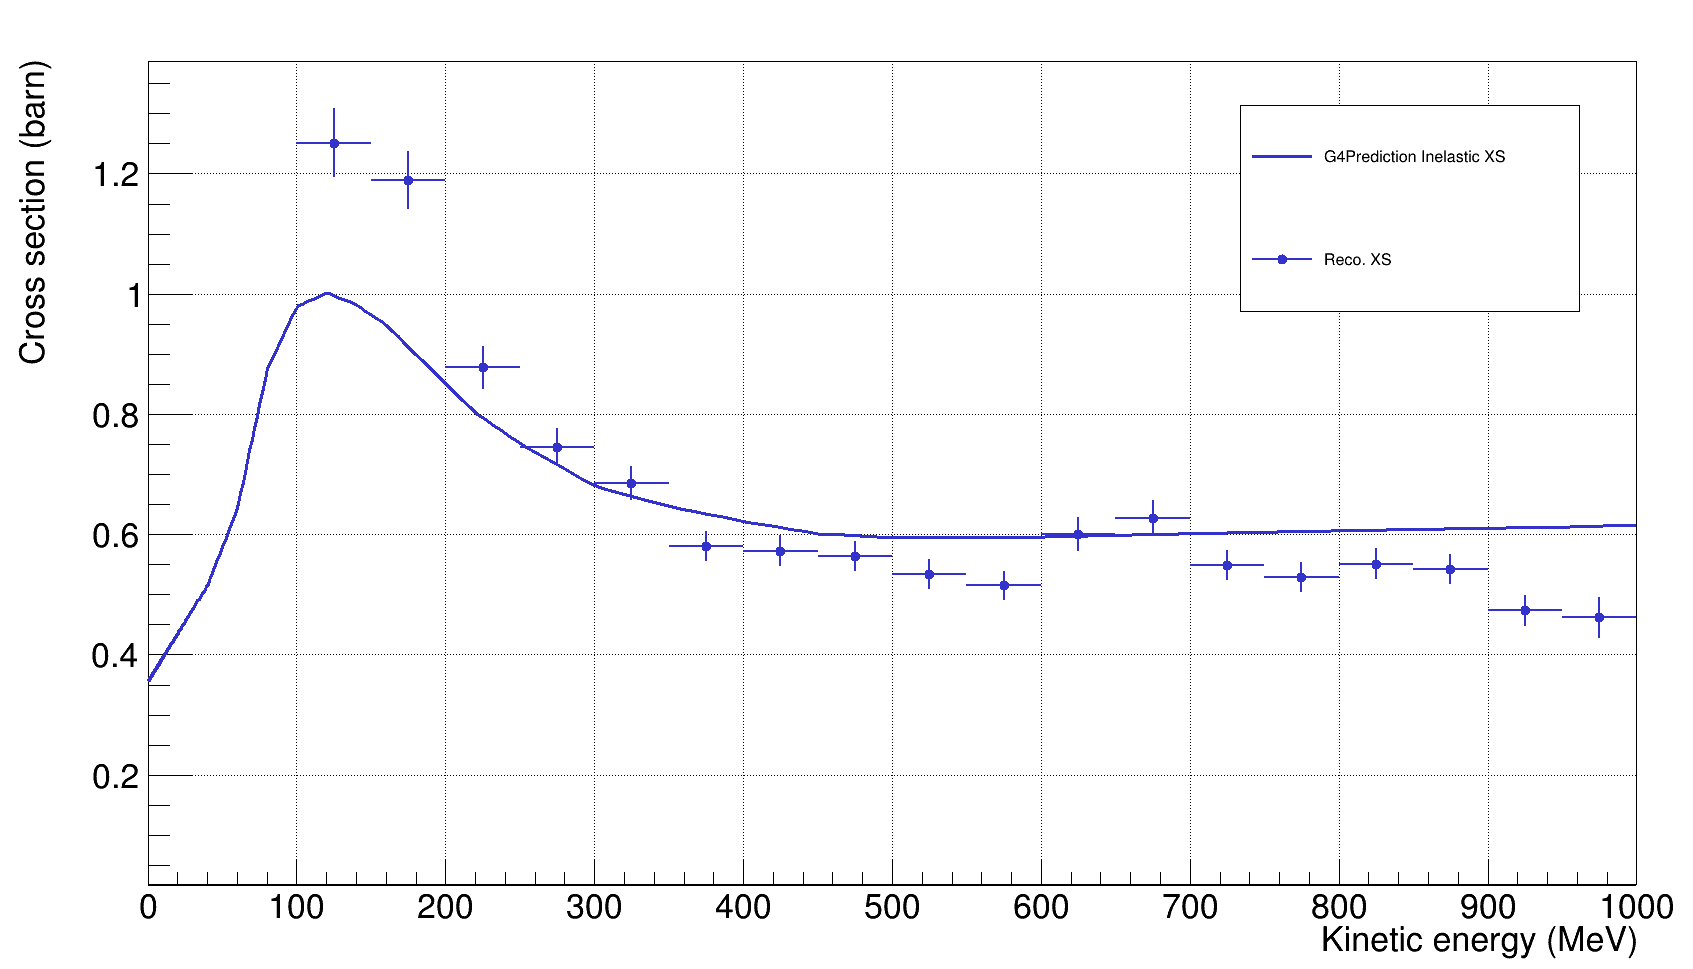 Cross section (barn)
1.2
1
0.8
0.6
0.4
0.2
G4Prediction Inelastic XS
Reco. XS
0 100 200 300 400 500 600 700 800 900 1000
Kinetic energy (MeV)